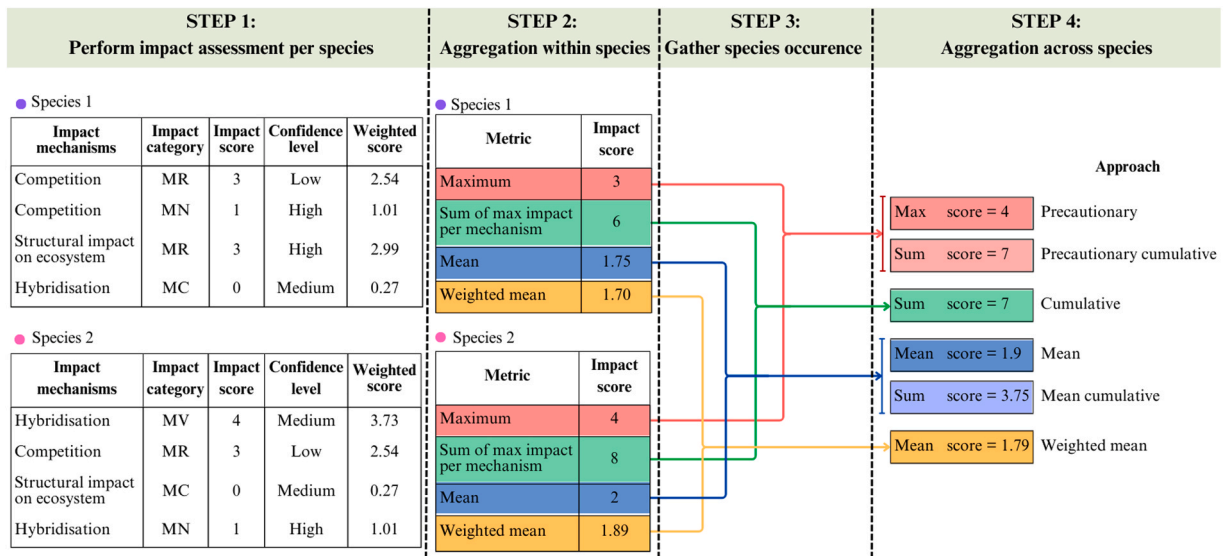 STEP 1:
Perform impact assessment per species
STEP 2:
Aggregation within species
STEP 3:
Gather species occurence
STEP 4:
Aggregation across species
Species 1
Impact mechanisms Impact category Impact score Confidence level Weighted score
Competition MR 3 Low 2.54
Competition MN 1 High 1.01
Structural impact on ecosystem MR 3 High 2.99
Hybridisation MC 0 Medium 0.27
Species 2
Impact mechanisms Impact category Impact score Confidence level Weighted score
Hybridisation MV 4 Medium 3.73
Competition MR 3 Low 2.54
Structural impact on ecosystem MC 0 Medium 0.27
Hybridisation MN 1 High 1.01
Species 1
Metric Impact score
Maximum 3
Sum of max impact per mechanism 6
Mean 1.75
Weighted mean 1.70
Species 2
Metric Impact score
Maximum 4
Sum of max impact per mechanism 8
Mean 2
Weighted mean 1.89
Approach
Max score = 4 Precautionary
Sum score = 7 Precautionary cumulative
Sum score = 7 Cumulative
Mean score = 1.9 Mean
Sum score = 3.75 Mean cumulative
Mean score = 1.79 Weighted mean